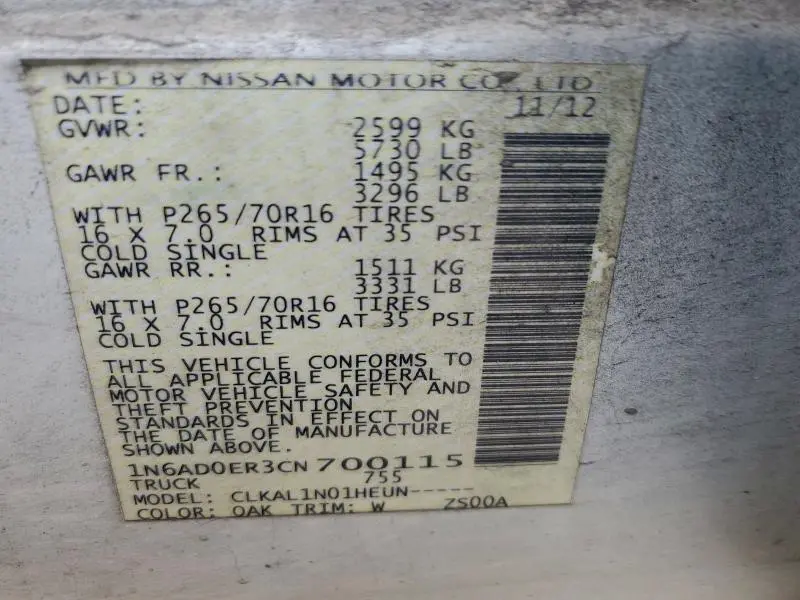 MFD BY NISSAN MOTOR CO., LTD
DATE: 11/12
GVWR: 2599 KG
5730 LB
GAWR FR.: 1495 KG
3296 LB
WITH P265/70R16 TIRES
16 X 7.0 RIMS AT 35 PSI
COLD SINGLE
GAWR RR.: 1511 KG
3331 LB
WITH P265/70R16 TIRES
16 X 7.0 RIMS AT 35 PSI
COLD SINGLE
THIS VEHICLE CONFORMS TO
ALL APPLICABLE FEDERAL
MOTOR VEHICLE SAFETY AND
THEFT PREVENTION
STANDARDS IN EFFECT ON
THE DATE OF MANUFACTURE
SHOWN ABOVE.
1N6AD0ER3CN700115
TRUCK 755
MODEL: CLKAL1N01HEUN-----
COLOR: OAK TRIM: W ZS00A